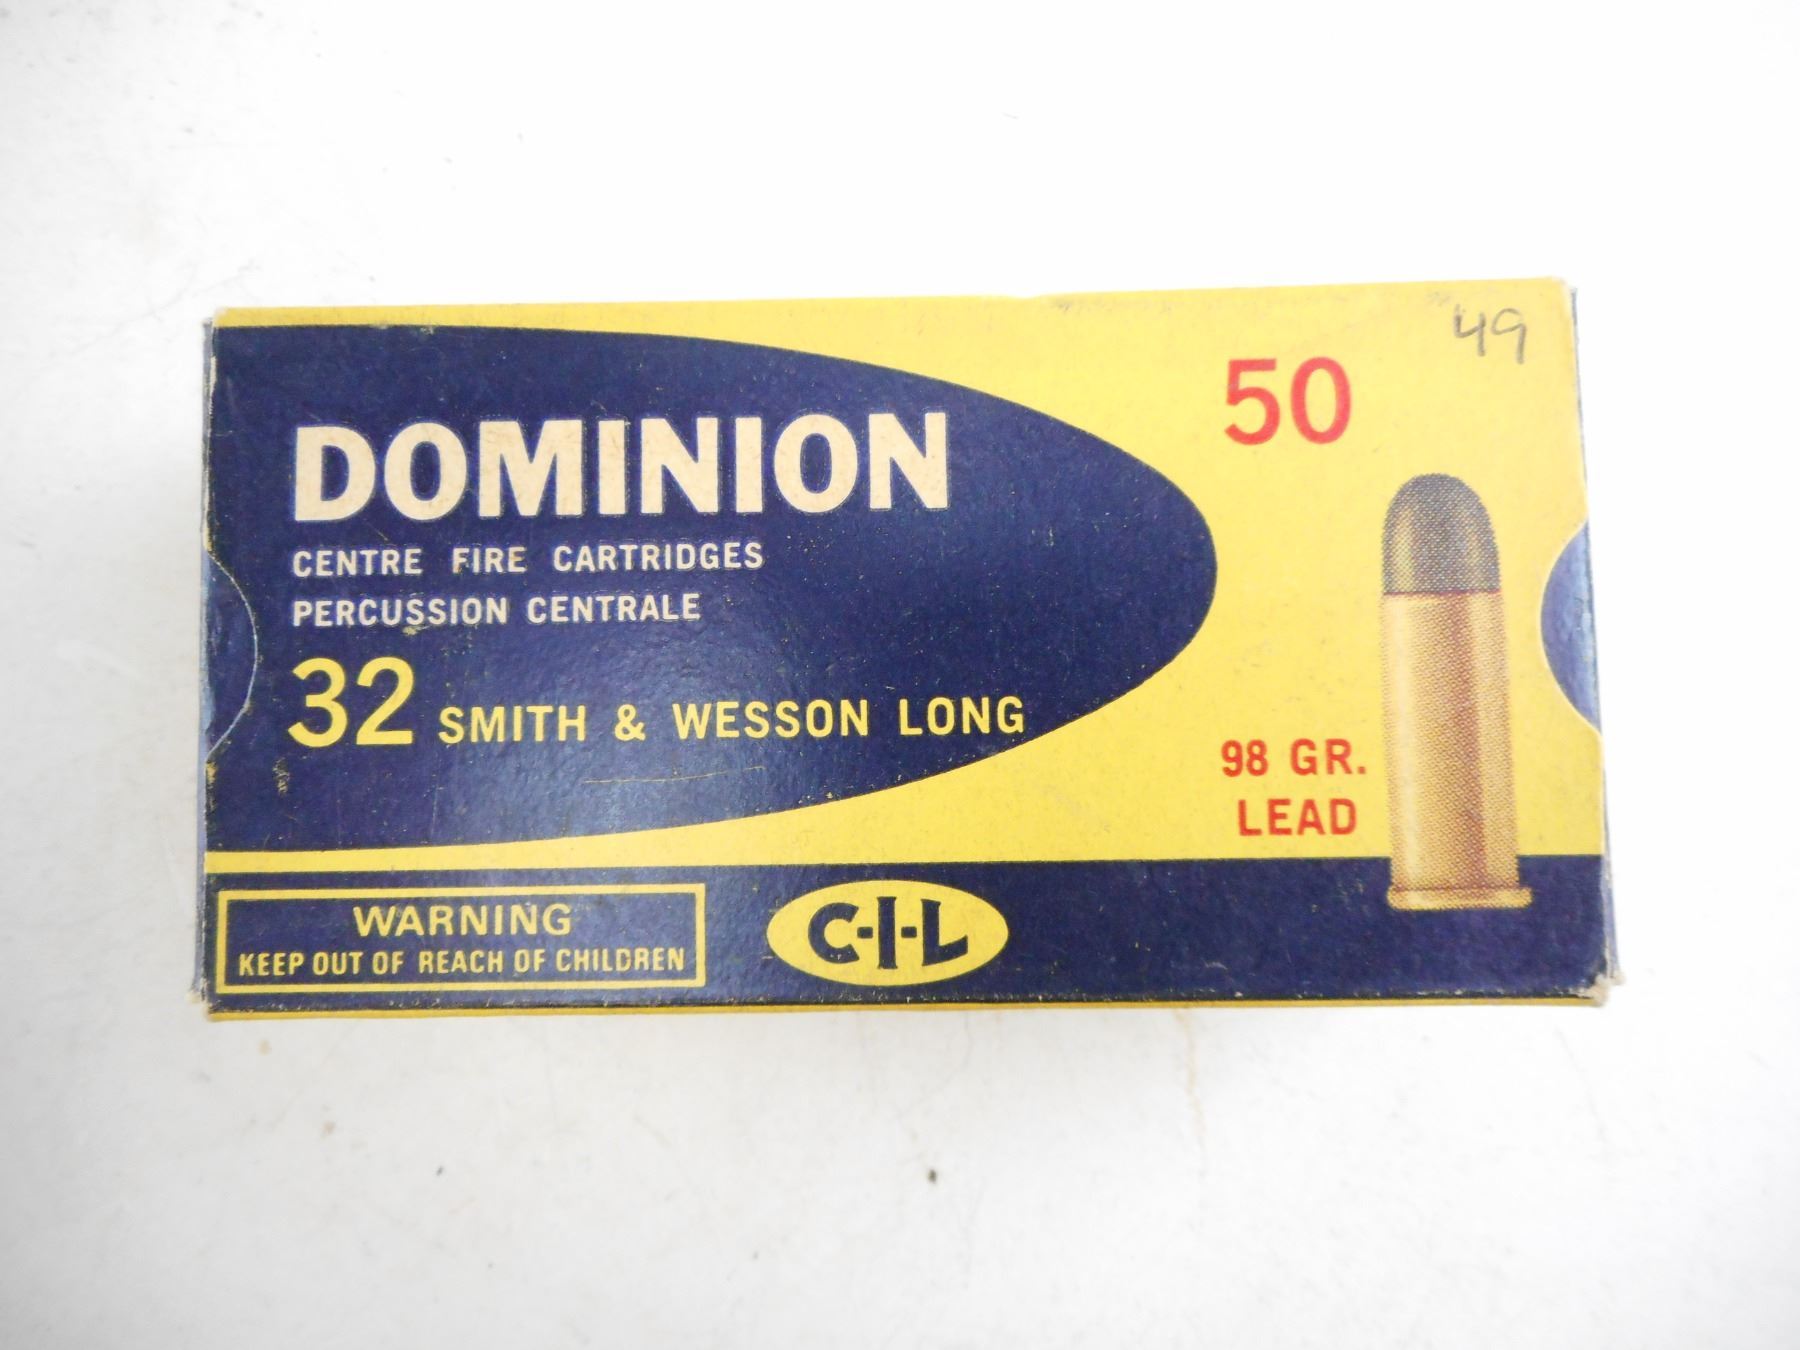 49
50
DOMINION
CENTRE FIRE CARTRIDGES
PERCUSSION CENTRALE
32 SMITH & WESSON LONG
98 GR.
LEAD
WARNING
KEEP OUT OF REACH OF CHILDREN
C-I-L